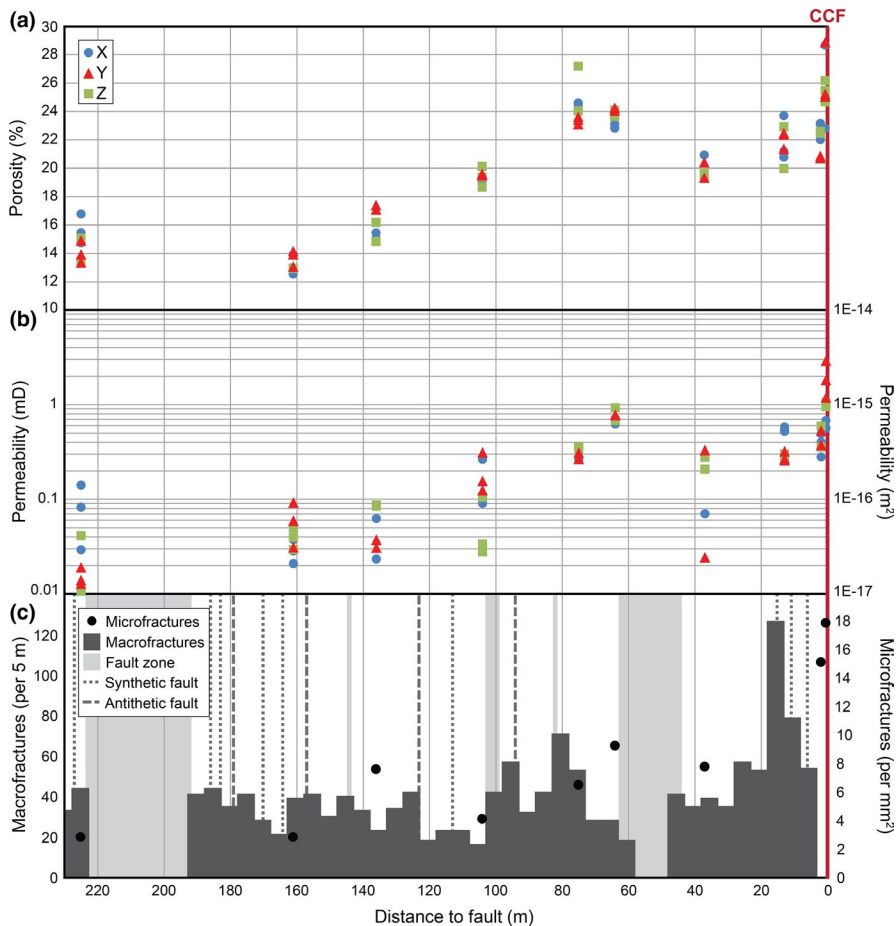 (a)
CCF
30
28
26
24
22
20
18
16
14
12
10
Porosity (%)
X
Y
Z
(b)
1
0.1
0.01
Permeability (mD)
1E-14
1E-15
1E-16
1E-17
Permeability (m²)
(c)
Microfractures
Macrofractures
Fault zone
Synthetic fault
Antithetic fault
120
100
80
60
40
20
0
Macrofractures (per 5 m)
18
16
14
12
10
8
6
4
2
0
Microfractures (per mm²)
220 200 180 160 140 120 100 80 60 40 20 0
Distance to fault (m)